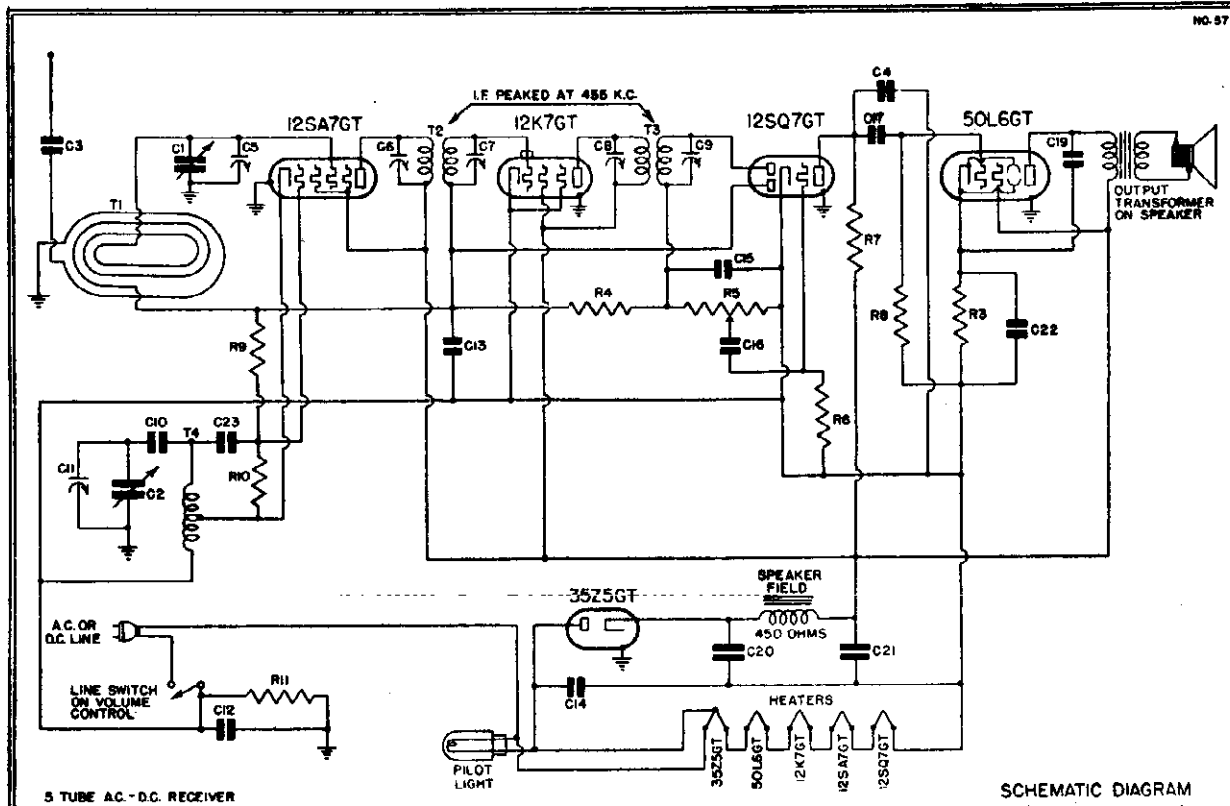 NO. 57
C4
I.F. PEAKED AT 455 K.C.
12SA7GT
T2
12K7GT
T3
12SQ7GT
C17
50L6GT
C3
C1
C5
C6
C7
C8
C9
C19
OUTPUT
TRANSFORMER
ON SPEAKER
T1
R7
C15
R4
R5
R8
R3
C22
R9
C13
C16
R6
C10
T4
C23
C11
C2
R10
SPEAKER
FIELD
35Z5GT
450 OHMS
A.C. OR
D.C. LINE
C20
C21
R11
LINE SWITCH
ON VOLUME
CONTROL
C12
C14
HEATERS
35Z5GT
50L6GT
12K7GT
12SA7GT
12SQ7GT
PILOT
LIGHT
5 TUBE A.C.-D.C. RECEIVER
SCHEMATIC DIAGRAM